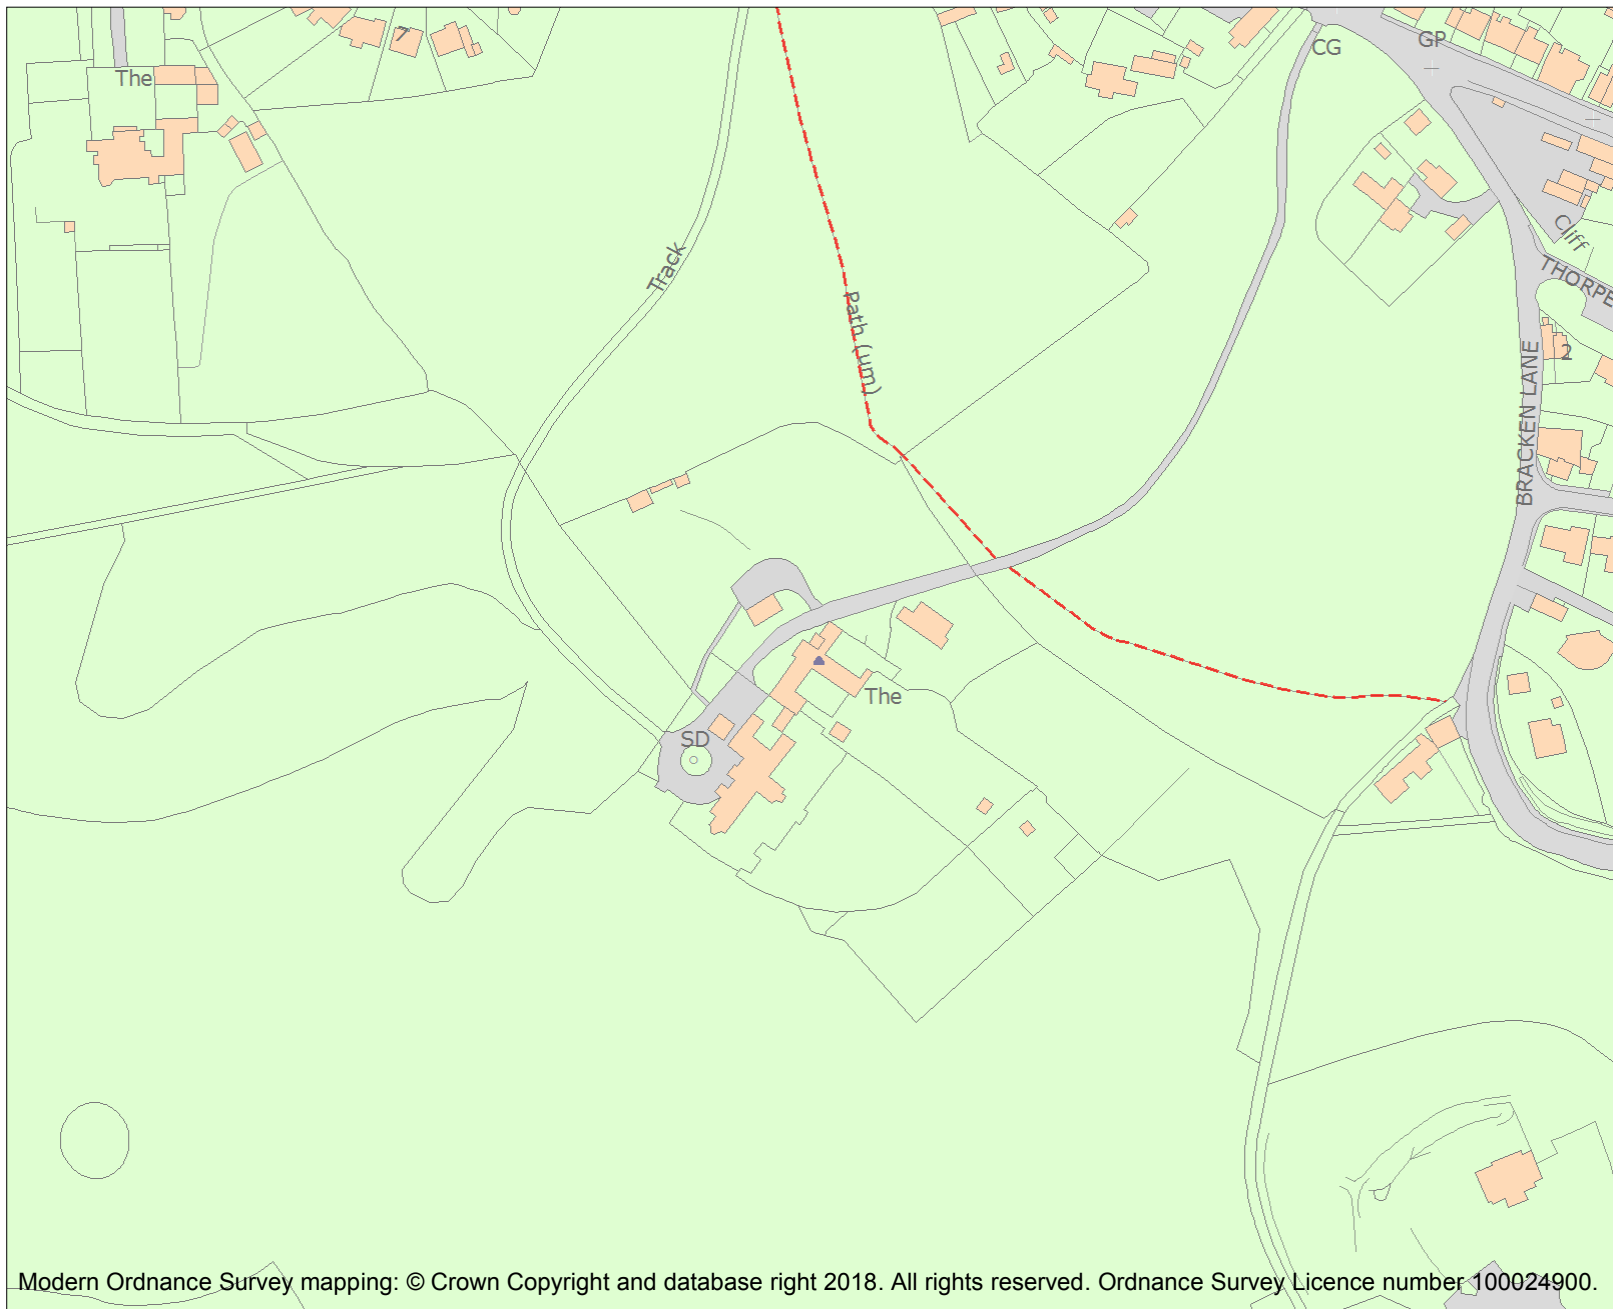 7
CG
GP
The
Cliff
Track
THORPE
Path (um)
2
BRACKEN LANE
The
SD
Modern Ordnance Survey mapping: © Crown Copyright and database right 2018. All rights reserved. Ordnance Survey Licence number 100024900.